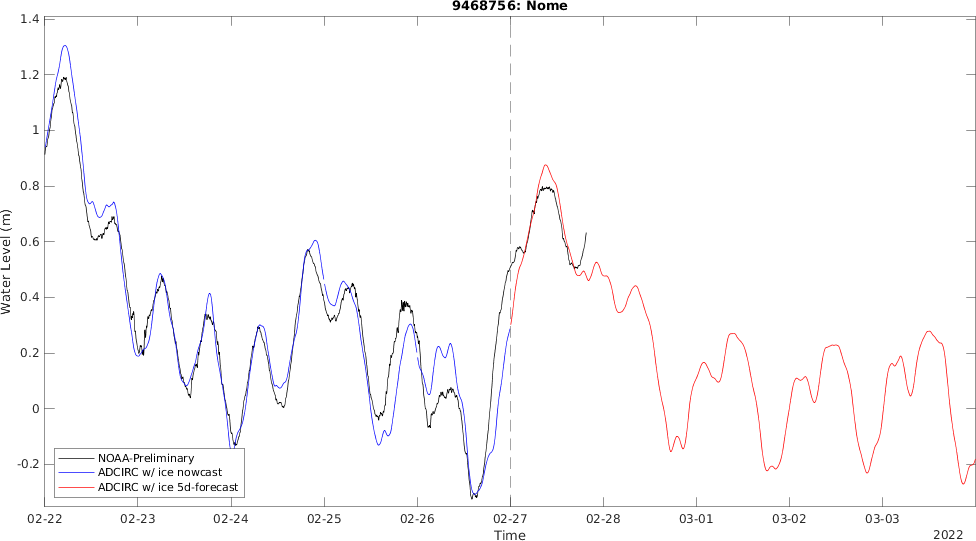 9468756: Nome
1.4
1.2
1
0.8
0.6
0.4
0.2
0
-0.2
Water Level (m)
NOAA-Preliminary
ADCIRC w/ ice nowcast
ADCIRC w/ ice 5d-forecast
02-22 02-23 02-24 02-25 02-26 02-27 02-28 03-01 03-02 03-03
Time
2022